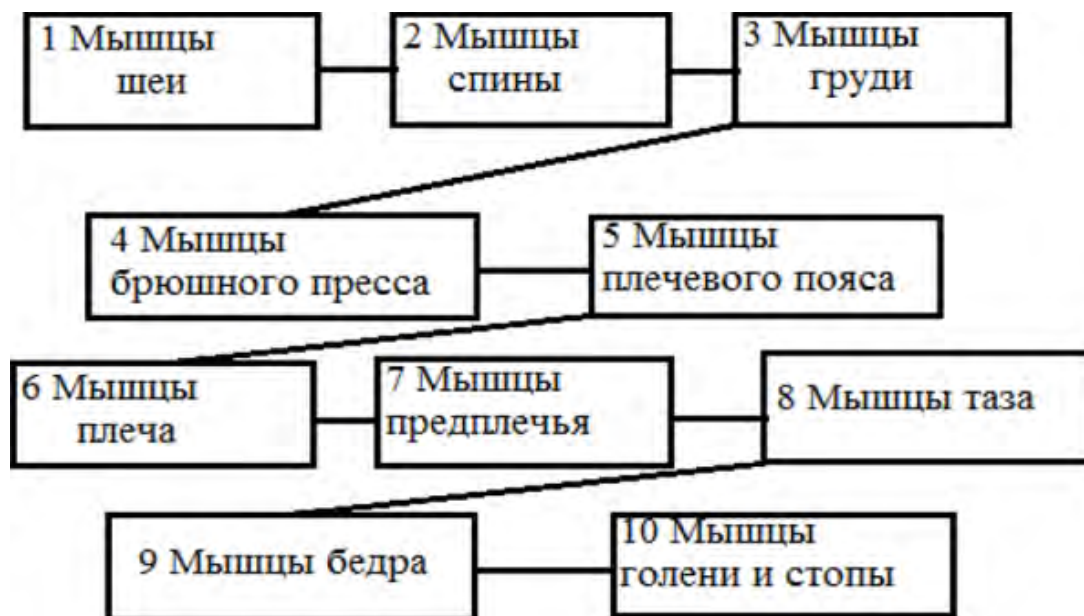 1 Мышцы
шеи
2 Мышцы
спины
3 Мышцы
груди
4 Мышцы
брюшного пресса
5 Мышцы
плечевого пояса
6 Мышцы
плеча
7 Мышцы
предплечья
8 Мышцы таза
9 Мышцы бедра
10 Мышцы
голени и стопы